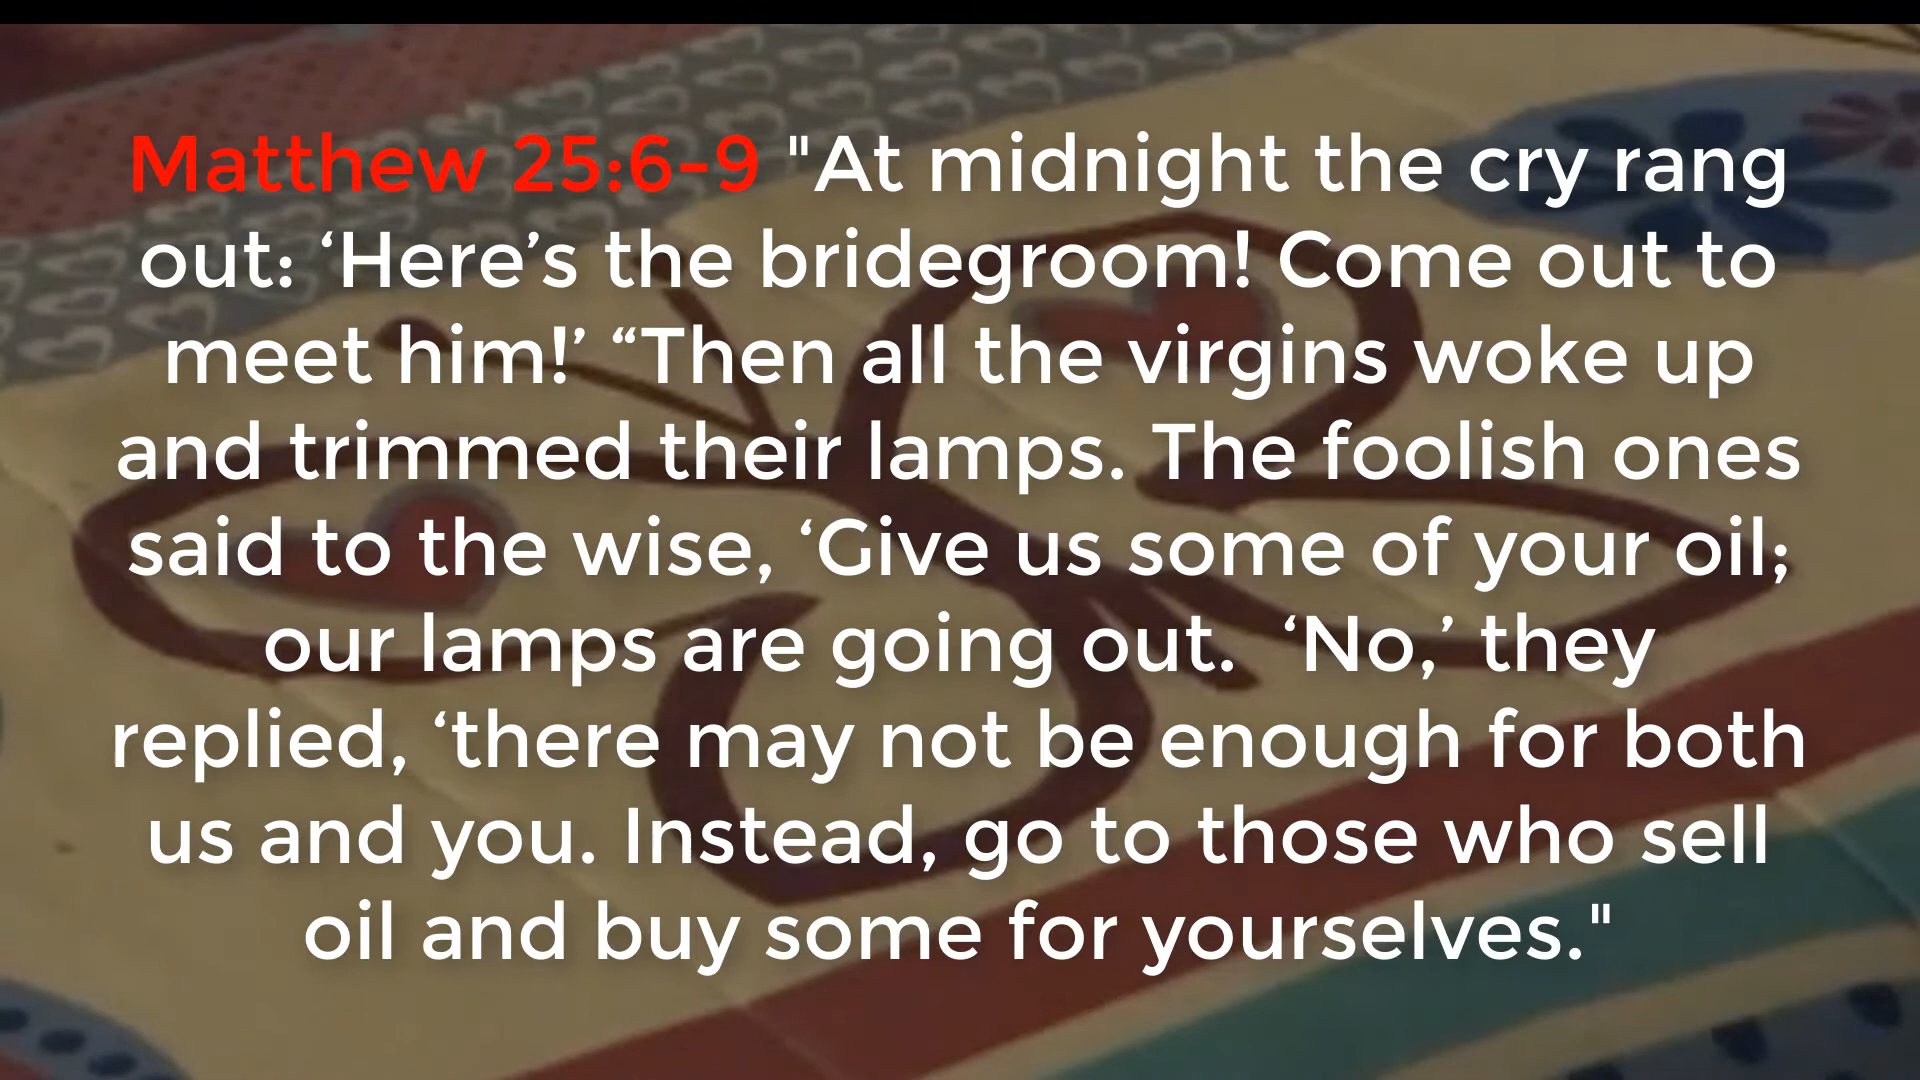 Matthew 25:6-9 "At midnight the cry rang
out: ‘Here’s the bridegroom! Come out to
meet him!’ “Then all the virgins woke up
and trimmed their lamps. The foolish ones
said to the wise, ‘Give us some of your oil;
our lamps are going out.  ‘No,’ they
replied, ‘there may not be enough for both
us and you. Instead, go to those who sell
oil and buy some for yourselves."